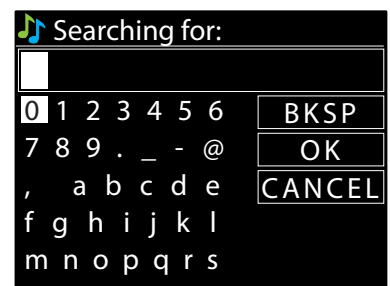 Searching for:
0 1 2 3 4 5 6 BKSP
7 8 9 . _ - @ OK
, a b c d e CANCEL
f g h i j k l
m n o p q r s